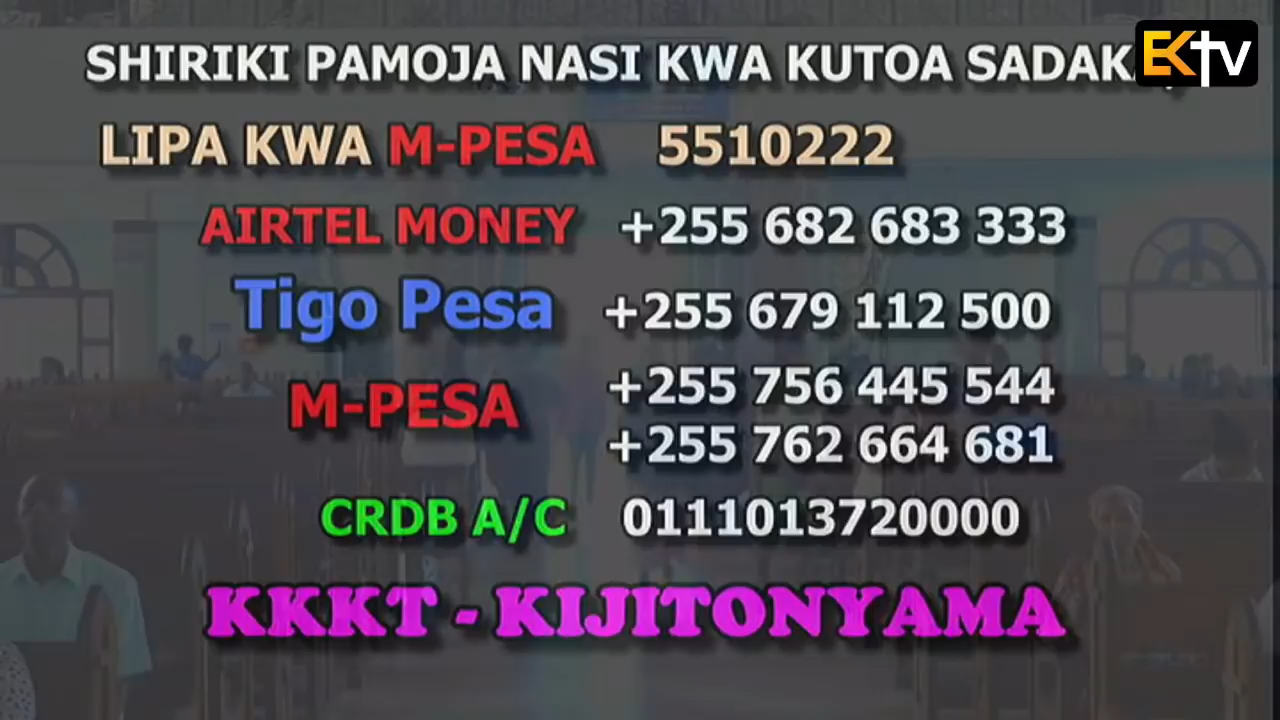 SHIRIKI PAMOJA NASI KWA KUTOA SADAKA
EKtv
LIPA KWA M-PESA 5510222
AIRTEL MONEY +255 682 683 333
Tigo Pesa +255 679 112 500
M-PESA +255 756 445 544
+255 762 664 681
CRDB A/C 0111013720000
KKKT - KIJITONYAMA